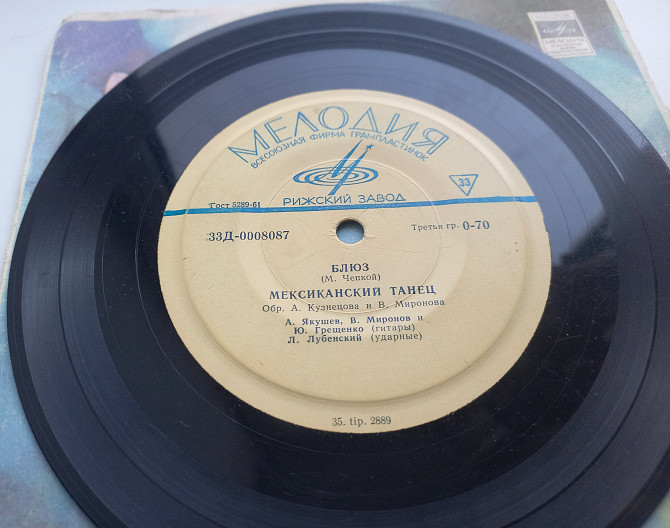 МЕЛОДИЯ
ВСЕСОЮЗНАЯ ФИРМА ГРАМПЛАСТИНОК
Гост 5289-61
33
РИЖСКИЙ ЗАВОД
33Д-0008087
Третья гр. 0-70
БЛЮЗ
(М. Чепкой)
МЕКСИКАНСКИЙ ТАНЕЦ
Обр. А. Кузнецова и В. Миронова
А. Якушев, В. Миронов и
Ю. Грещенко (гитары)
Л. Лубенский (ударные)
35. tip. 2889
МЕЛОДИЯ